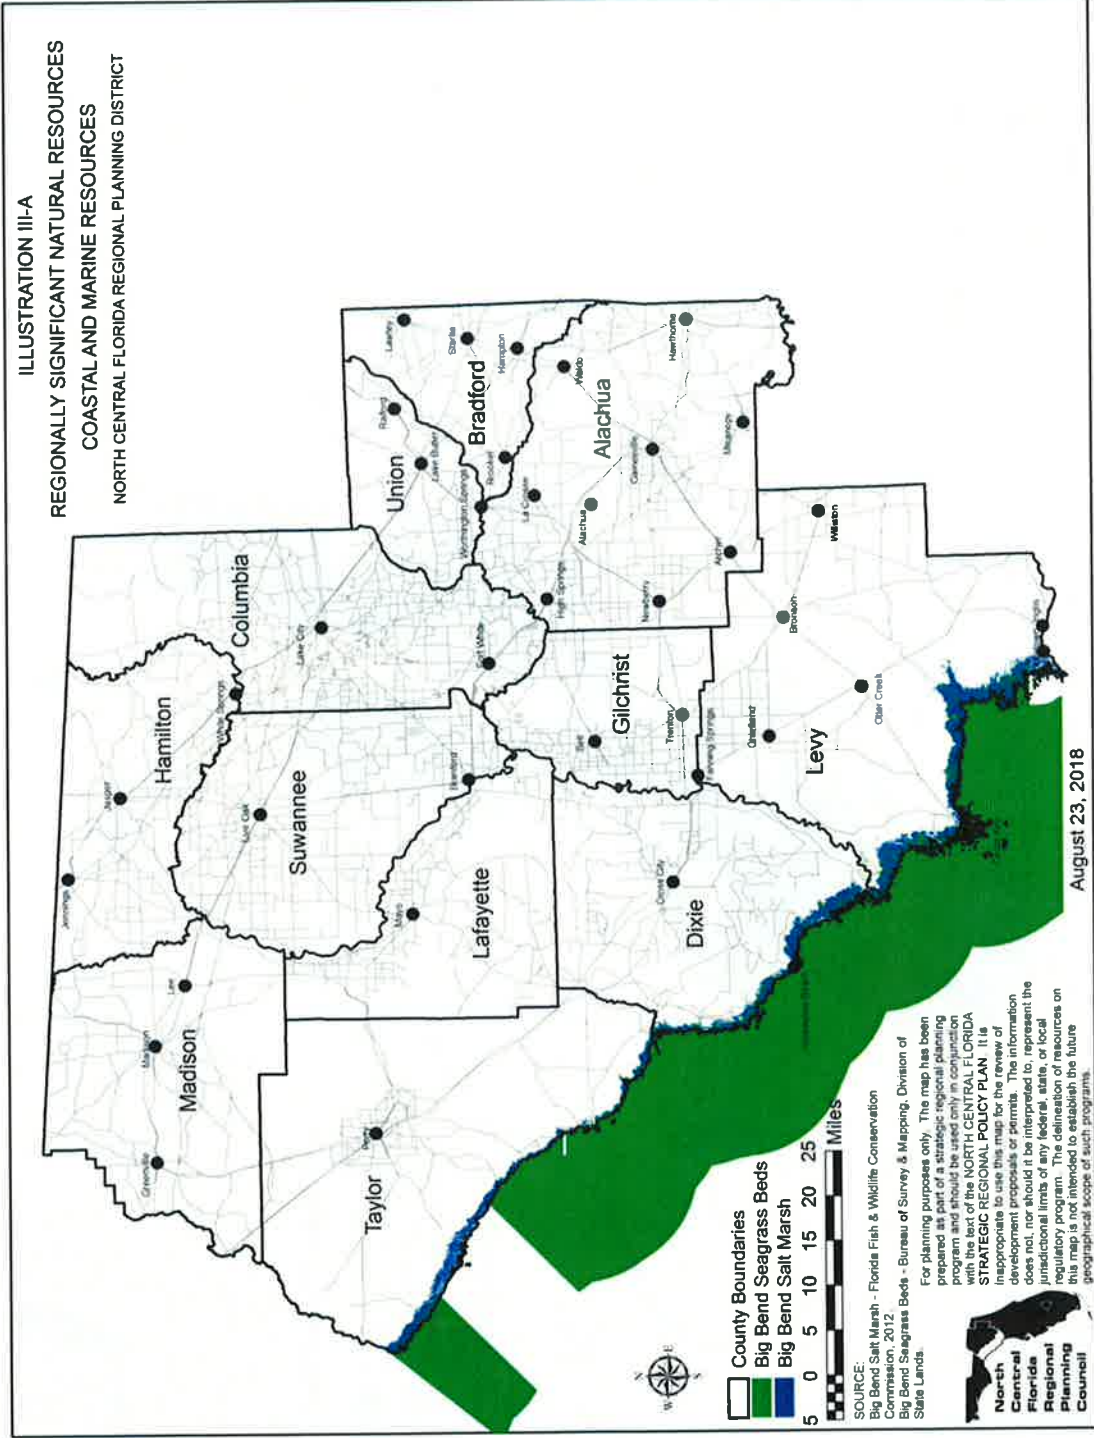 ILLUSTRATION III-A
REGIONALLY SIGNIFICANT NATURAL RESOURCES
COASTAL AND MARINE RESOURCES
NORTH CENTRAL FLORIDA REGIONAL PLANNING DISTRICT
Jennings
Jasper
Hamilton
White Springs
Columbia
Lake City
Fort White
Lee
Madison
Madison
Greenville
Live Oak
Suwannee
Branford
Mayo
Lafayette
Perry
Taylor
Union
Raiford
Lake Butler
Worthington Springs
Lawtey
Starke
Hampton
Bradford
Brooker
Waldo
Hawthorne
Alachua
La Crosse
Alachua
Gainesville
Micanopy
High Springs
Newberry
Archer
Gilchrist
Bell
Trenton
Fanning Springs
Cross City
Dixie
Chiefland
Bronson
Williston
Otter Creek
Levy
County Boundaries
Big Bend Seagrass Beds
Big Bend Salt Marsh
5 0 5 10 15 20 25
Miles
N
E
S
W
SOURCE:
Big Bend Salt Marsh - Florida Fish & Wildlife Conservation
Commission, 2012.
Big Bend Seagrass Beds - Bureau of Survey & Mapping, Division of
State Lands.
For planning purposes only. The map has been
prepared as part of a strategic regional planning
program and should be used only in conjunction
with the text of the NORTH CENTRAL FLORIDA
STRATEGIC REGIONAL POLICY PLAN. It is
inappropriate to use this map for the review of
development proposals or permits. The information
does not, nor should it be interpreted to, represent the
jurisdictional limits of any federal, state, or local
regulatory program. The delineation of resources on
this map is not intended to establish the future
geographical scope of such programs.
North
Central
Florida
Regional
Planning
Council
August 23, 2018